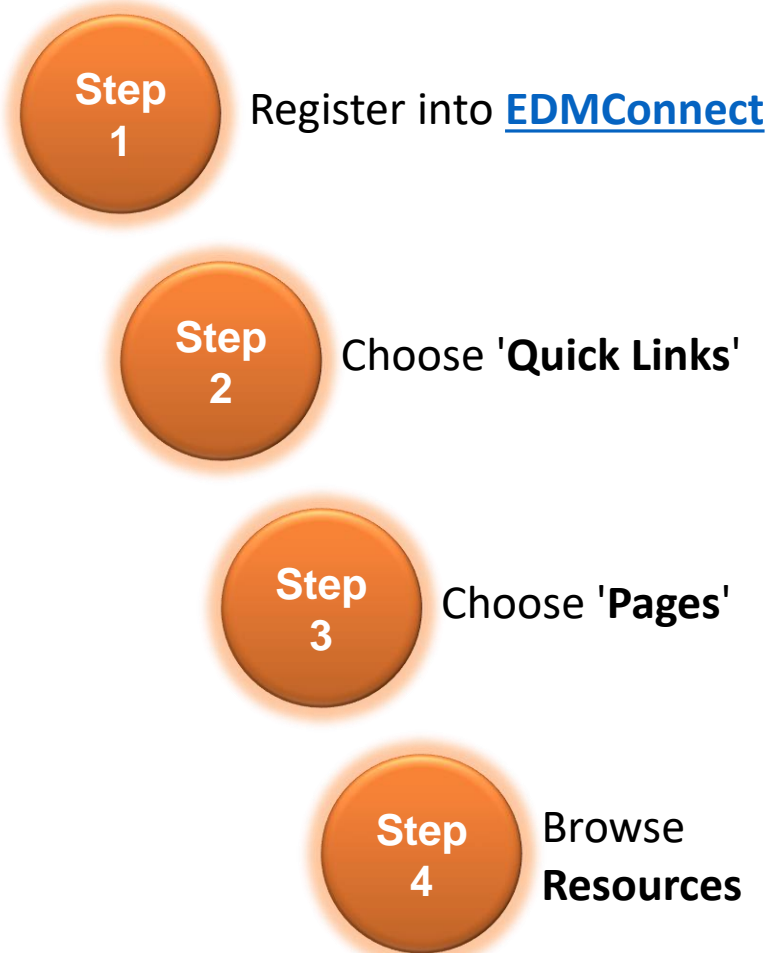 Step
1
Register into EDMConnect
Step
2
Choose 'Quick Links'
Step
3
Choose 'Pages'
Step
4
Browse
Resources